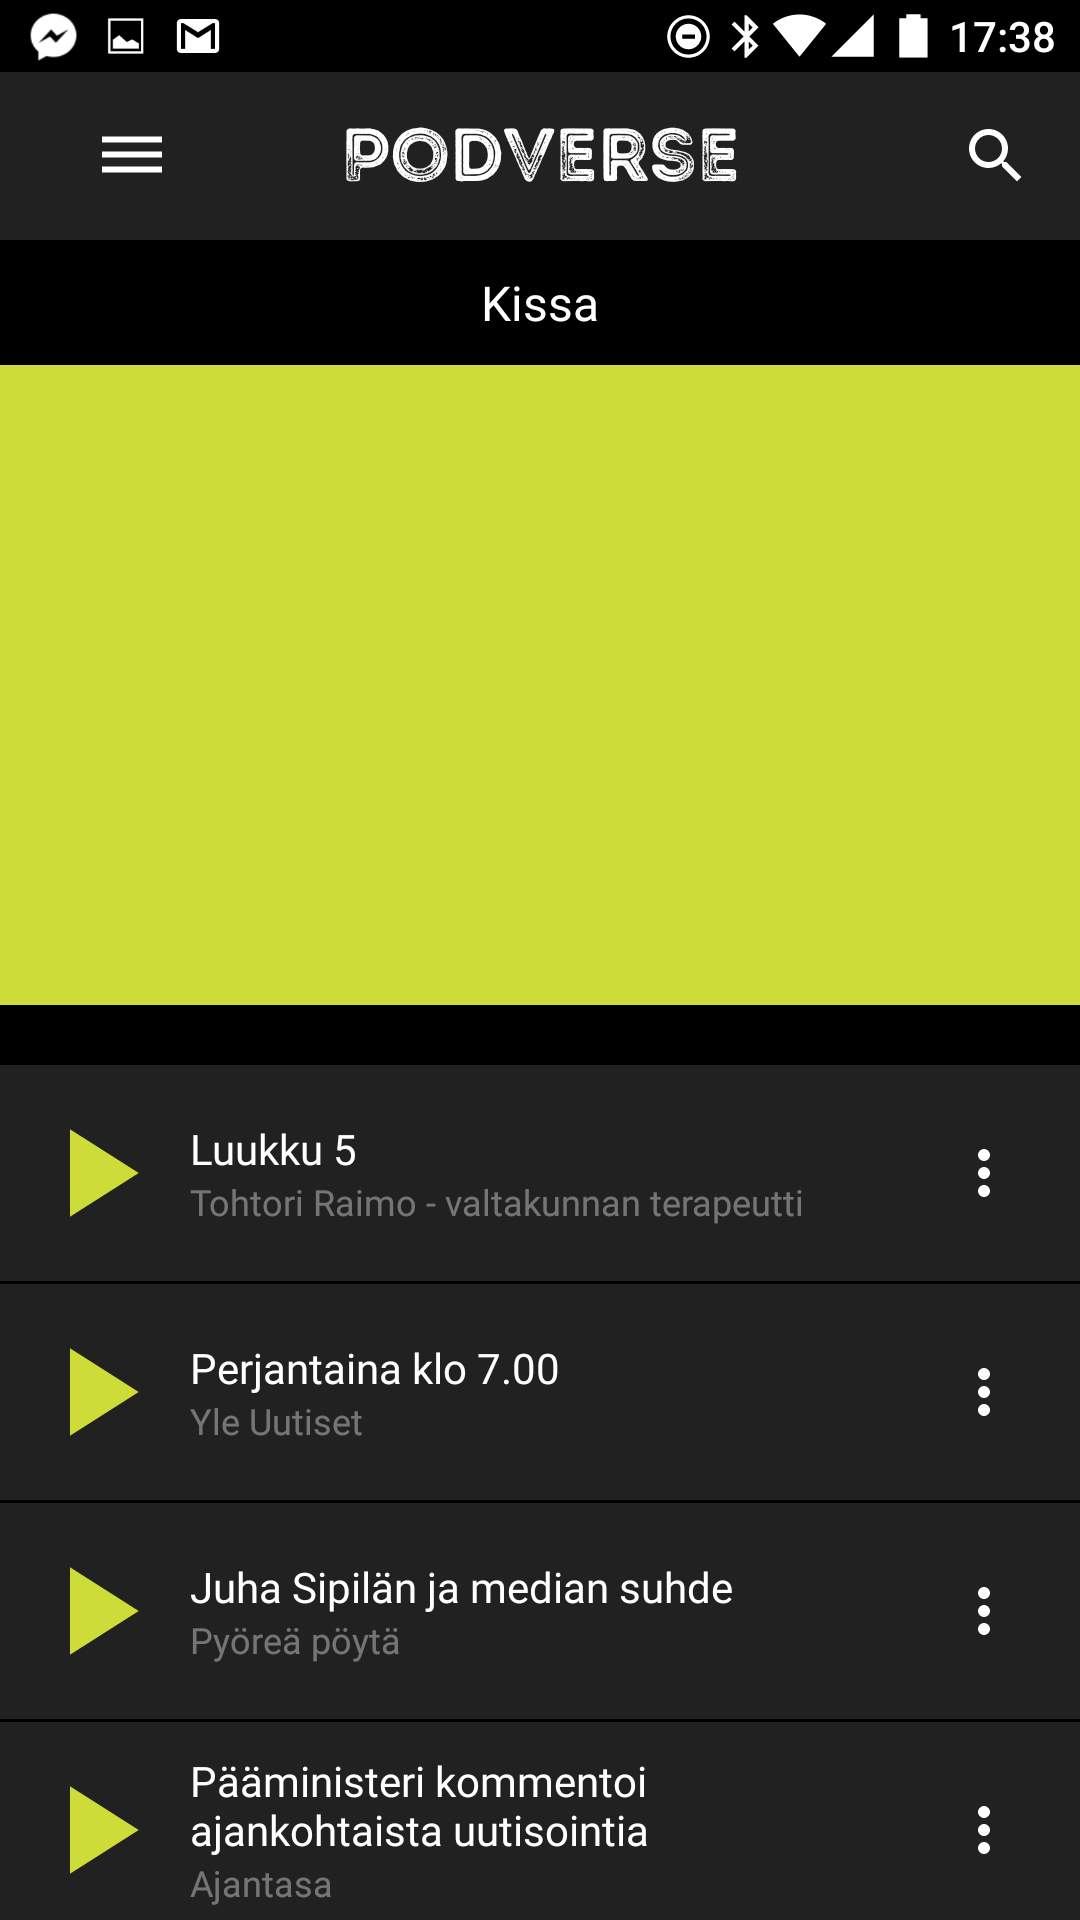 17:38
PODVERSE
Kissa
Luukku 5
Tohtori Raimo - valtakunnan terapeutti
Perjantaina klo 7.00
Yle Uutiset
Juha Sipilän ja median suhde
Pyöreä pöytä
Pääministeri kommentoi
ajankohtaista uutisointia
Ajantasa